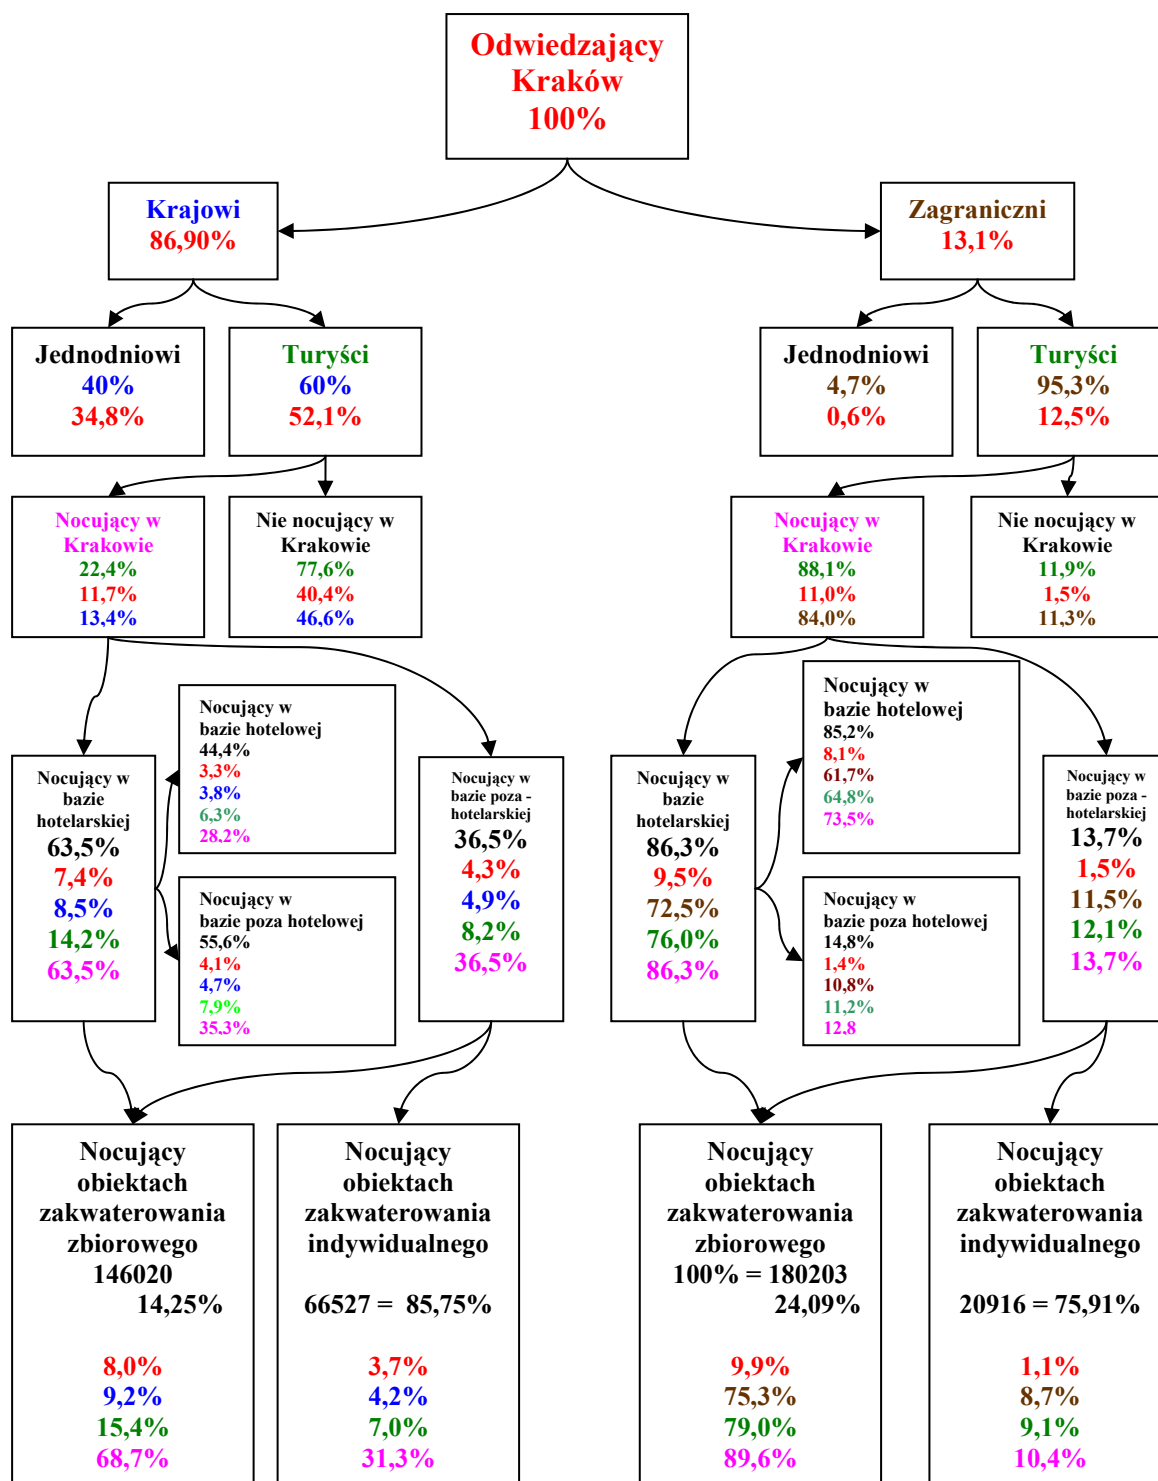 Odwiedzający
Kraków
100%
Krajowi
86,90%
Zagraniczni
13,1%
Jednodniowi
40%
34,8%
Turyści
60%
52,1%
Jednodniowi
4,7%
0,6%
Turyści
95,3%
12,5%
Nocujący w
Krakowie
22,4%
11,7%
13,4%
Nie nocujący w
Krakowie
77,6%
40,4%
46,6%
Nocujący w
Krakowie
88,1%
11,0%
84,0%
Nie nocujący w
Krakowie
11,9%
1,5%
11,3%
Nocujący w
bazie
hotelarskiej
63,5%
7,4%
8,5%
14,2%
63,5%
Nocujący w
bazie hotelowej
44,4%
3,3%
3,8%
6,3%
28,2%
Nocujący w
bazie poza hotelowej
55,6%
4,1%
4,7%
7,9%
35,3%
Nocujący w
bazie poza -
hotelarskiej
36,5%
4,3%
4,9%
8,2%
36,5%
Nocujący w
bazie
hotelarskiej
86,3%
9,5%
72,5%
76,0%
86,3%
Nocujący w
bazie hotelowej
85,2%
8,1%
61,7%
64,8%
73,5%
Nocujący w
bazie poza hotelowej
14,8%
1,4%
10,8%
11,2%
12,8
Nocujący w
bazie poza -
hotelarskiej
13,7%
1,5%
11,5%
12,1%
13,7%
Nocujący
obiektach
zakwaterowania
zbiorowego
146020
14,25%
8,0%
9,2%
15,4%
68,7%
Nocujący
obiektach
zakwaterowania
indywidualnego
66527 = 85,75%
3,7%
4,2%
7,0%
31,3%
Nocujący
obiektach
zakwaterowania
zbiorowego
100% = 180203
24,09%
9,9%
75,3%
79,0%
89,6%
Nocujący
obiektach
zakwaterowania
indywidualnego
20916 = 75,91%
1,1%
8,7%
9,1%
10,4%